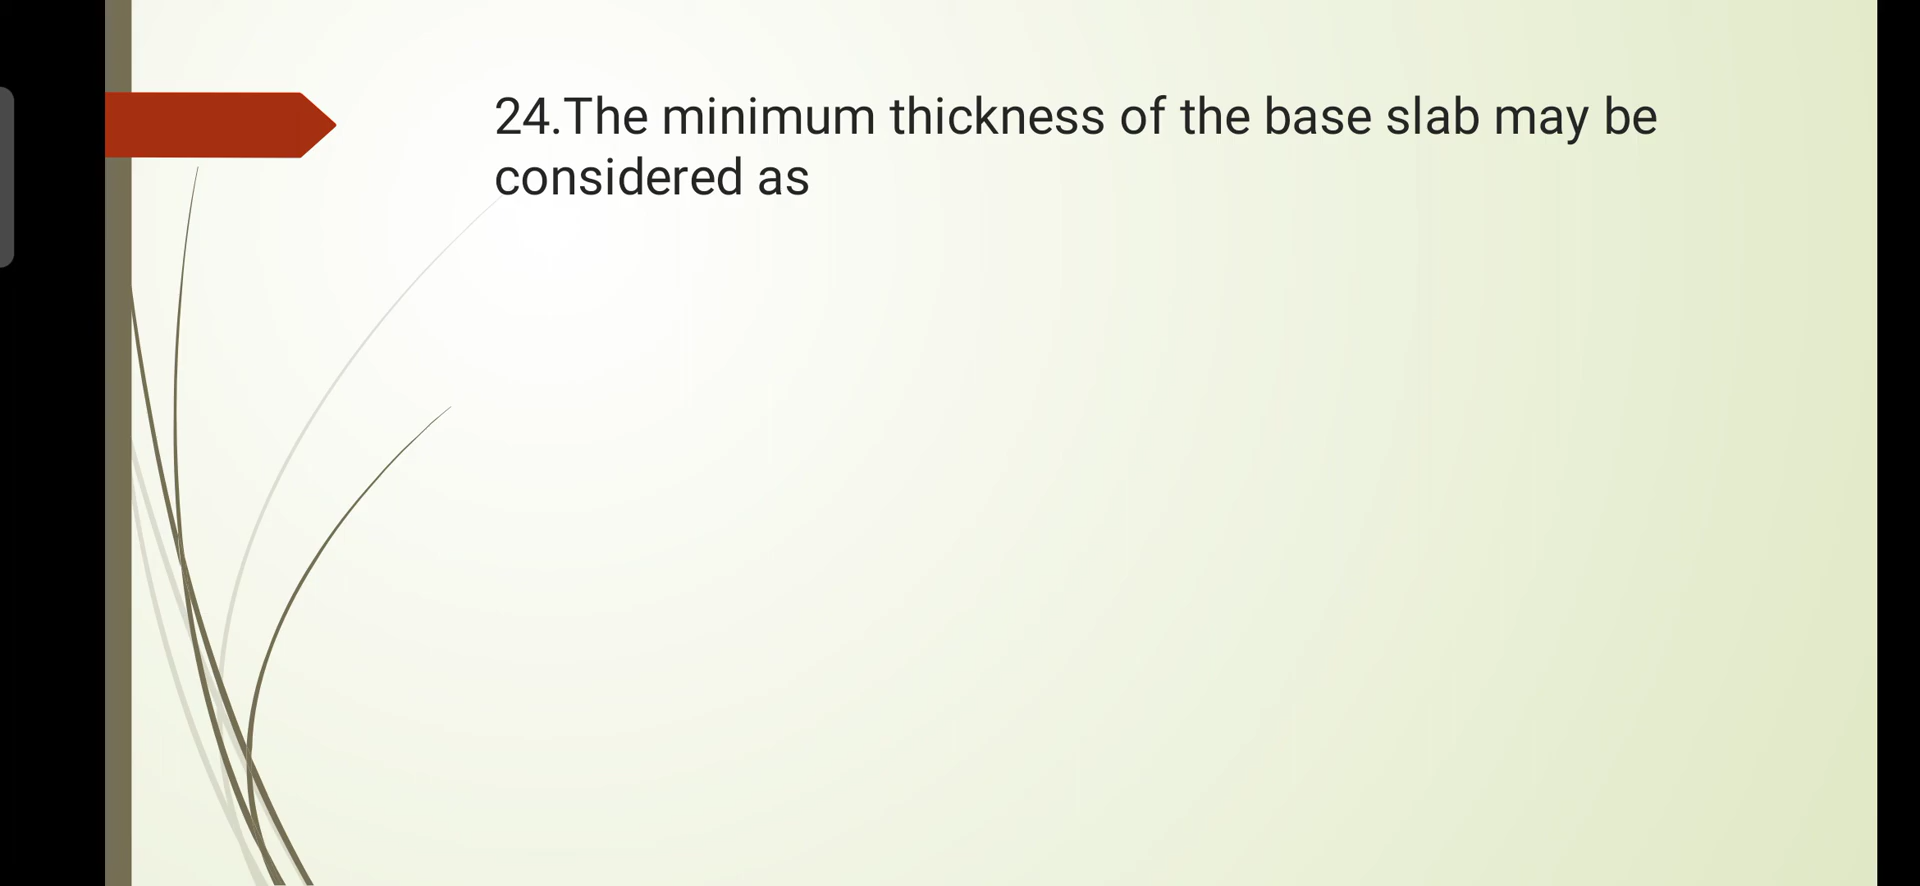 24.The minimum thickness of the base slab may be
considered as